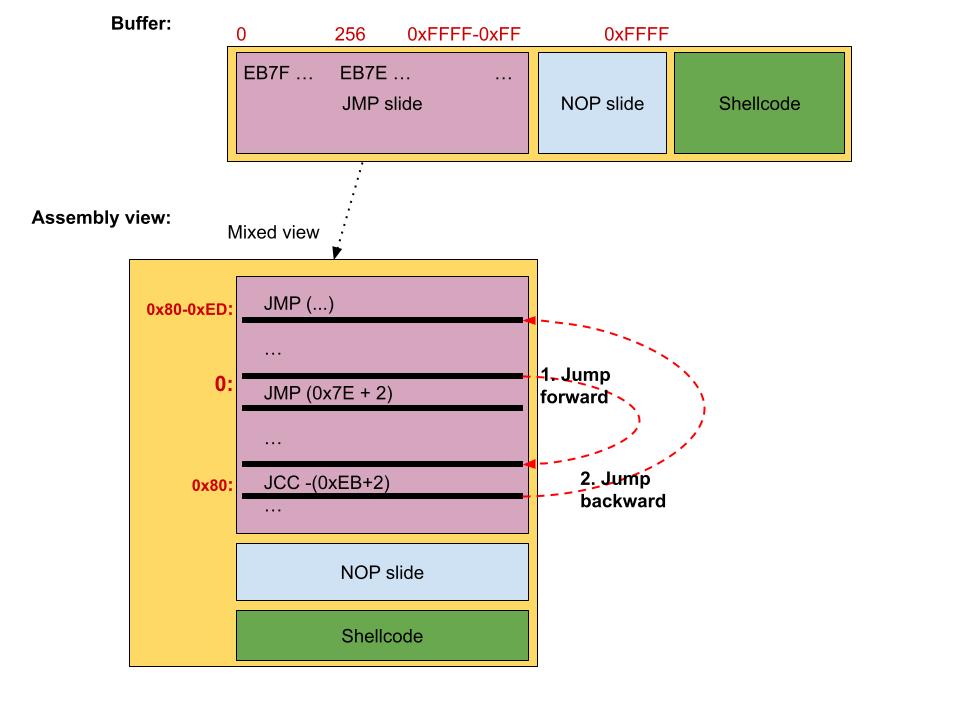 Buffer:
0 256 0xFFFF-0xFF 0xFFFF
EB7F … EB7E … …
JMP slide
NOP slide
Shellcode
Assembly view:
Mixed view
0x80-0xED:
JMP (...)
…
0:
JMP (0x7E + 2)
1. Jump
forward
…
0x80:
JCC -(0xEB+2)
2. Jump
backward
…
NOP slide
Shellcode